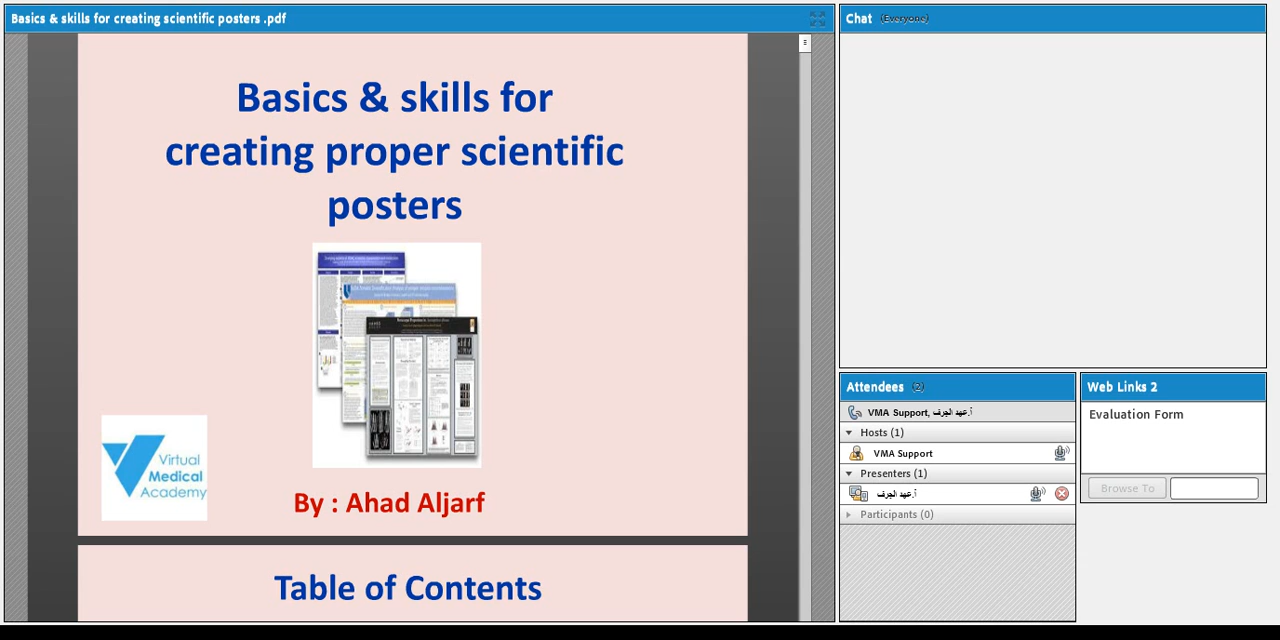 Basics & skills for creating scientific posters .pdf
Basics & skills for
creating proper scientific
posters
Virtual
Medical
Academy
By : Ahad Aljarf
Table of Contents
Chat (Everyone)
Attendees (2)
VMA Support, أ.عهد الجرف
Hosts (1)
VMA Support
Presenters (1)
أ.عهد الجرف
Participants (0)
Web Links 2
Evaluation Form
Browse To